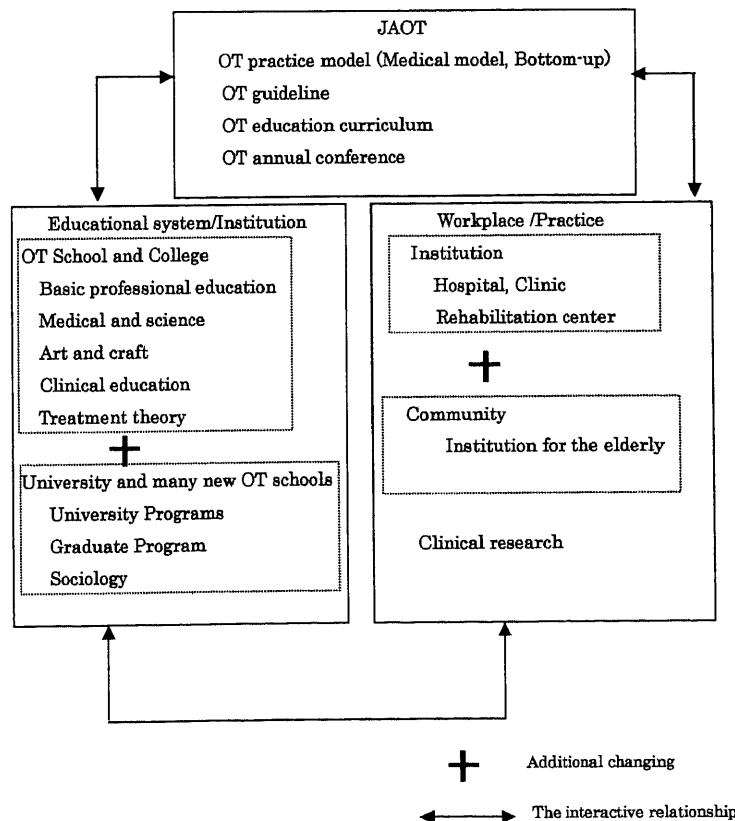 JAOT
OT practice model (Medical model, Bottom-up)
OT guideline
OT education curriculum
OT annual conference
Educational system/Institution
OT School and College
Basic professional education
Medical and science
Art and craft
Clinical education
Treatment theory
+
University and many new OT schools
University Programs
Graduate Program
Sociology
Workplace /Practice
Institution
Hospital, Clinic
Rehabilitation center
+
Community
Institution for the elderly
Clinical research
+ Additional changing
The interactive relationship